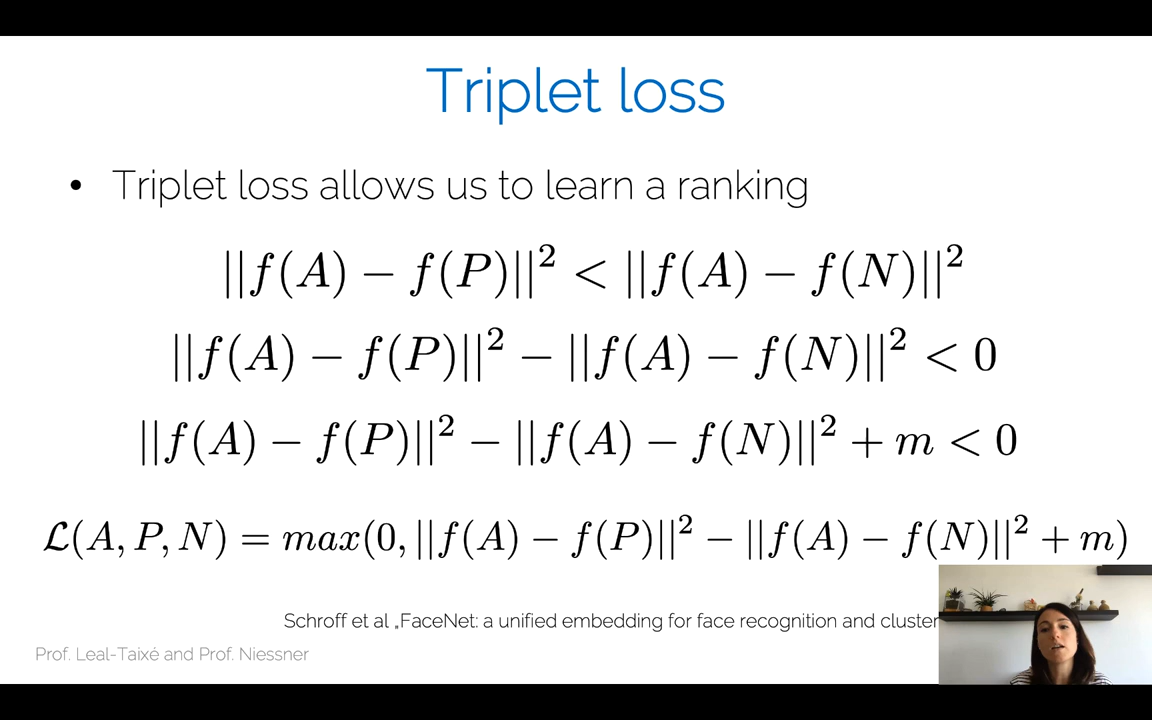 Triplet loss
• Triplet loss allows us to learn a ranking
||f(A) − f(P)||² < ||f(A) − f(N)||²
||f(A) − f(P)||² − ||f(A) − f(N)||² < 0
||f(A) − f(P)||² − ||f(A) − f(N)||² + m < 0
ℒ(A, P, N) = max(0, ||f(A) − f(P)||² − ||f(A) − f(N)||² + m)
Schroff et al „FaceNet: a unified embedding for face recognition and cluster
Prof. Leal-Taixé and Prof. Niessner